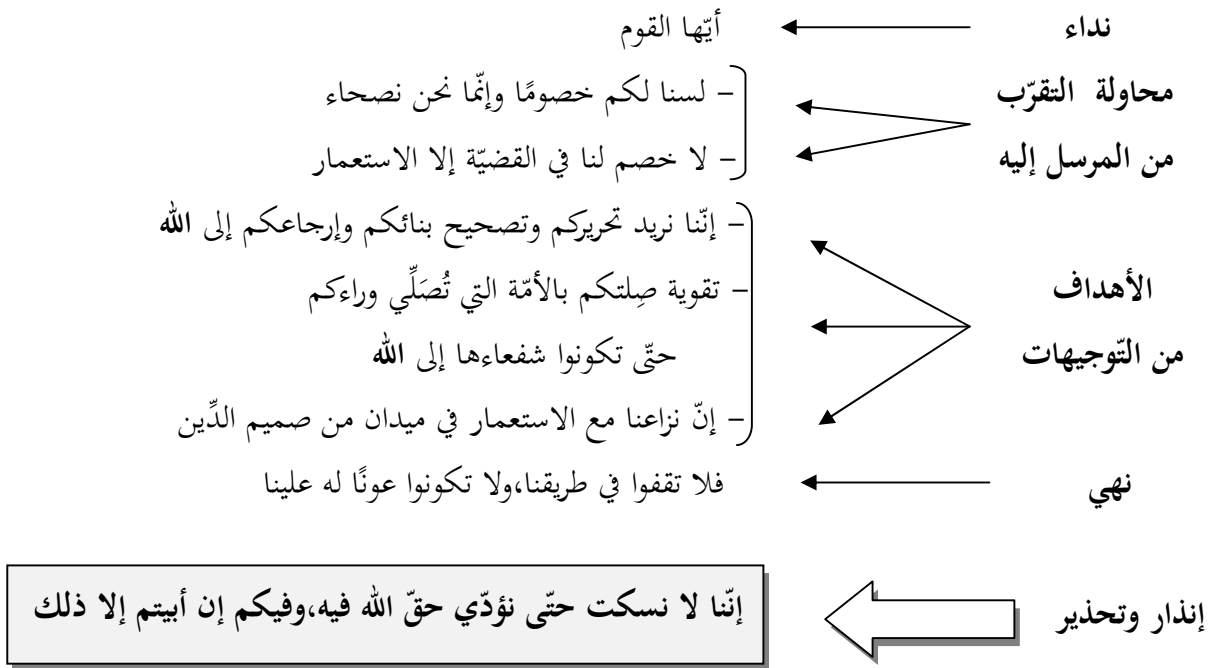 نداء أيّها القوم
محاولة التقرّب – لسنا لكم خصومًا وإنّما نحن نصحاء
من المرسل إليه – لا خصم لنا في القضيّة إلا الاستعمار
– إنّنا نريد تحريركم وتصحيح بنائكم وإرجاعكم إلى الله
الأهداف – تقوية صِلتكم بالأمّة التي تُصَلِّي وراءكم
من التّوجيهات حتّى تكونوا شفعاءها إلى الله
– إنّ نزاعنا مع الاستعمار في ميدان من صميم الدِّين
نهي فلا تقفوا في طريقنا،ولا تكونوا عونًا له علينا
إنذار وتحذير إنّنا لا نسكت حتّى نؤدّي حقّ الله فيه،وفيكم إن أبيتم إلا ذلك